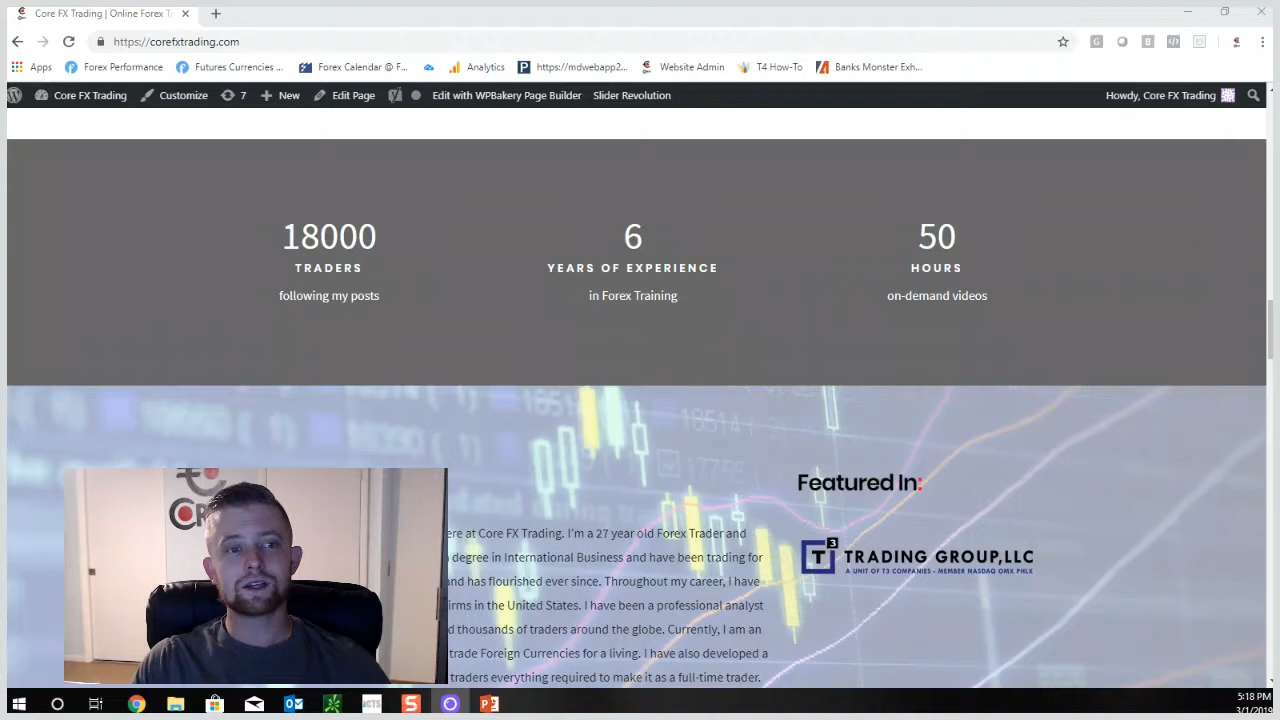 Core FX Trading | Online Forex T
https://corefxtrading.com
Apps Forex Performance Futures Currencies ... Forex Calendar @ F... Analytics https://mdwebapp2... Website Admin T4 How-To Banks Monster Exh...
Core FX Trading Customize 7 New Edit Page Edit with WPBakery Page Builder Slider Revolution Howdy, Core FX Trading
18000 6 50
TRADERS YEARS OF EXPERIENCE HOURS
following my posts in Forex Training on-demand videos
Featured In:
T3 TRADING GROUP,LLC
A UNIT OF T3 COMPANIES - MEMBER NASDAQ OMX PHLX
ere at Core FX Trading. I'm a 27 year old Forex Trader and
degree in International Business and have been trading for
and has flourished ever since. Throughout my career, I have
irms in the United States. I have been a professional analyst
d thousands of traders around the globe. Currently, I am an
trade Foreign Currencies for a living. I have also developed a
traders everything required to make it as a full-time trader.
5:18 PM
3/1/2019